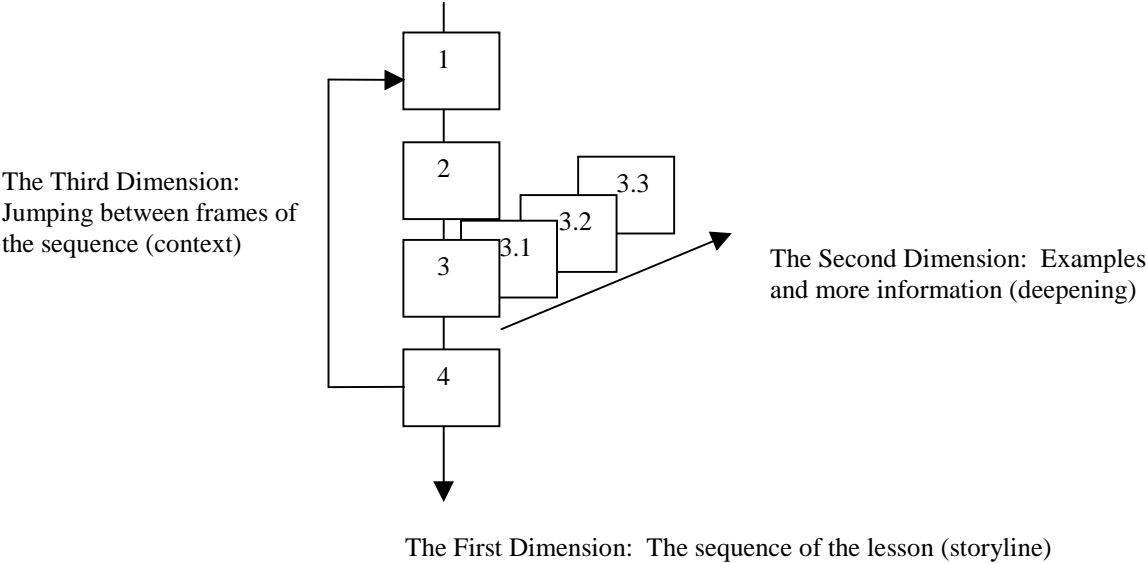 1
2
3.3
The Third Dimension:
Jumping between frames of
the sequence (context)
3.2
3.1
3
The Second Dimension:  Examples
and more information (deepening)
4
The First Dimension:  The sequence of the lesson (storyline)